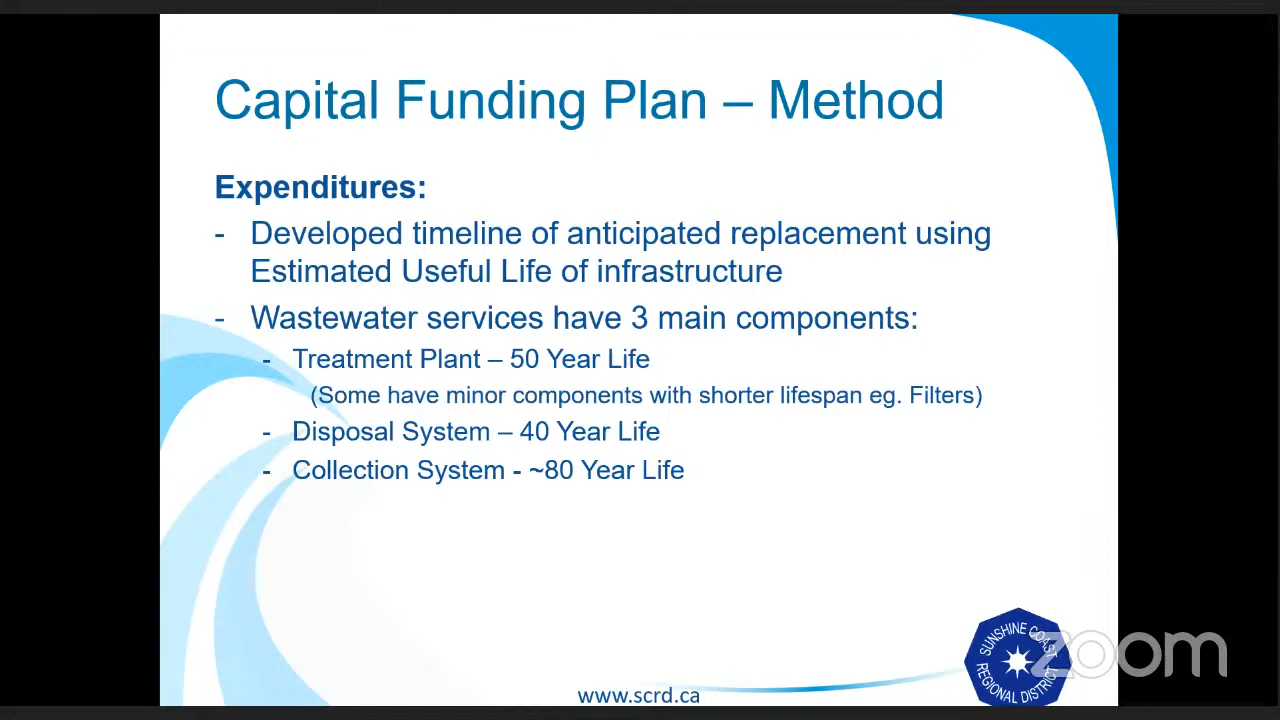 Capital Funding Plan – Method
Expenditures:
- Developed timeline of anticipated replacement using
Estimated Useful Life of infrastructure
- Wastewater services have 3 main components:
- Treatment Plant – 50 Year Life
(Some have minor components with shorter lifespan eg. Filters)
- Disposal System – 40 Year Life
- Collection System - ~80 Year Life
SUNSHINE COAST
REGIONAL DISTRICT
zoom
www.scrd.ca